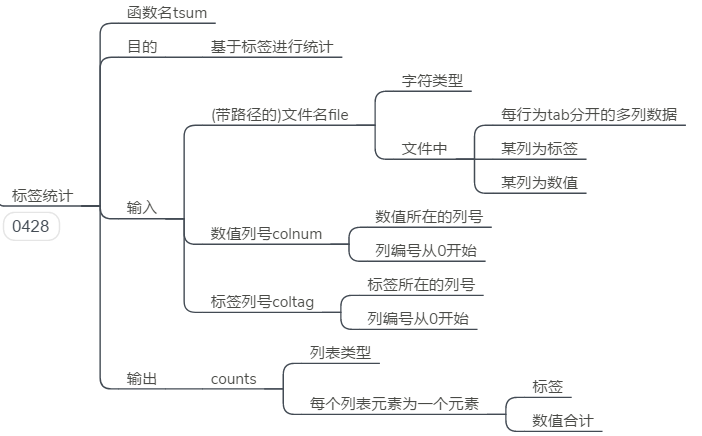 标签统计
0428
函数名tsum
目的
基于标签进行统计
输入
(带路径的)文件名file
字符类型
文件中
每行为tab分开的多列数据
某列为标签
某列为数值
数值列号colnum
数值所在的列号
列编号从0开始
标签列号coltag
标签所在的列号
列编号从0开始
输出
counts
列表类型
每个列表元素为一个元素
标签
数值合计